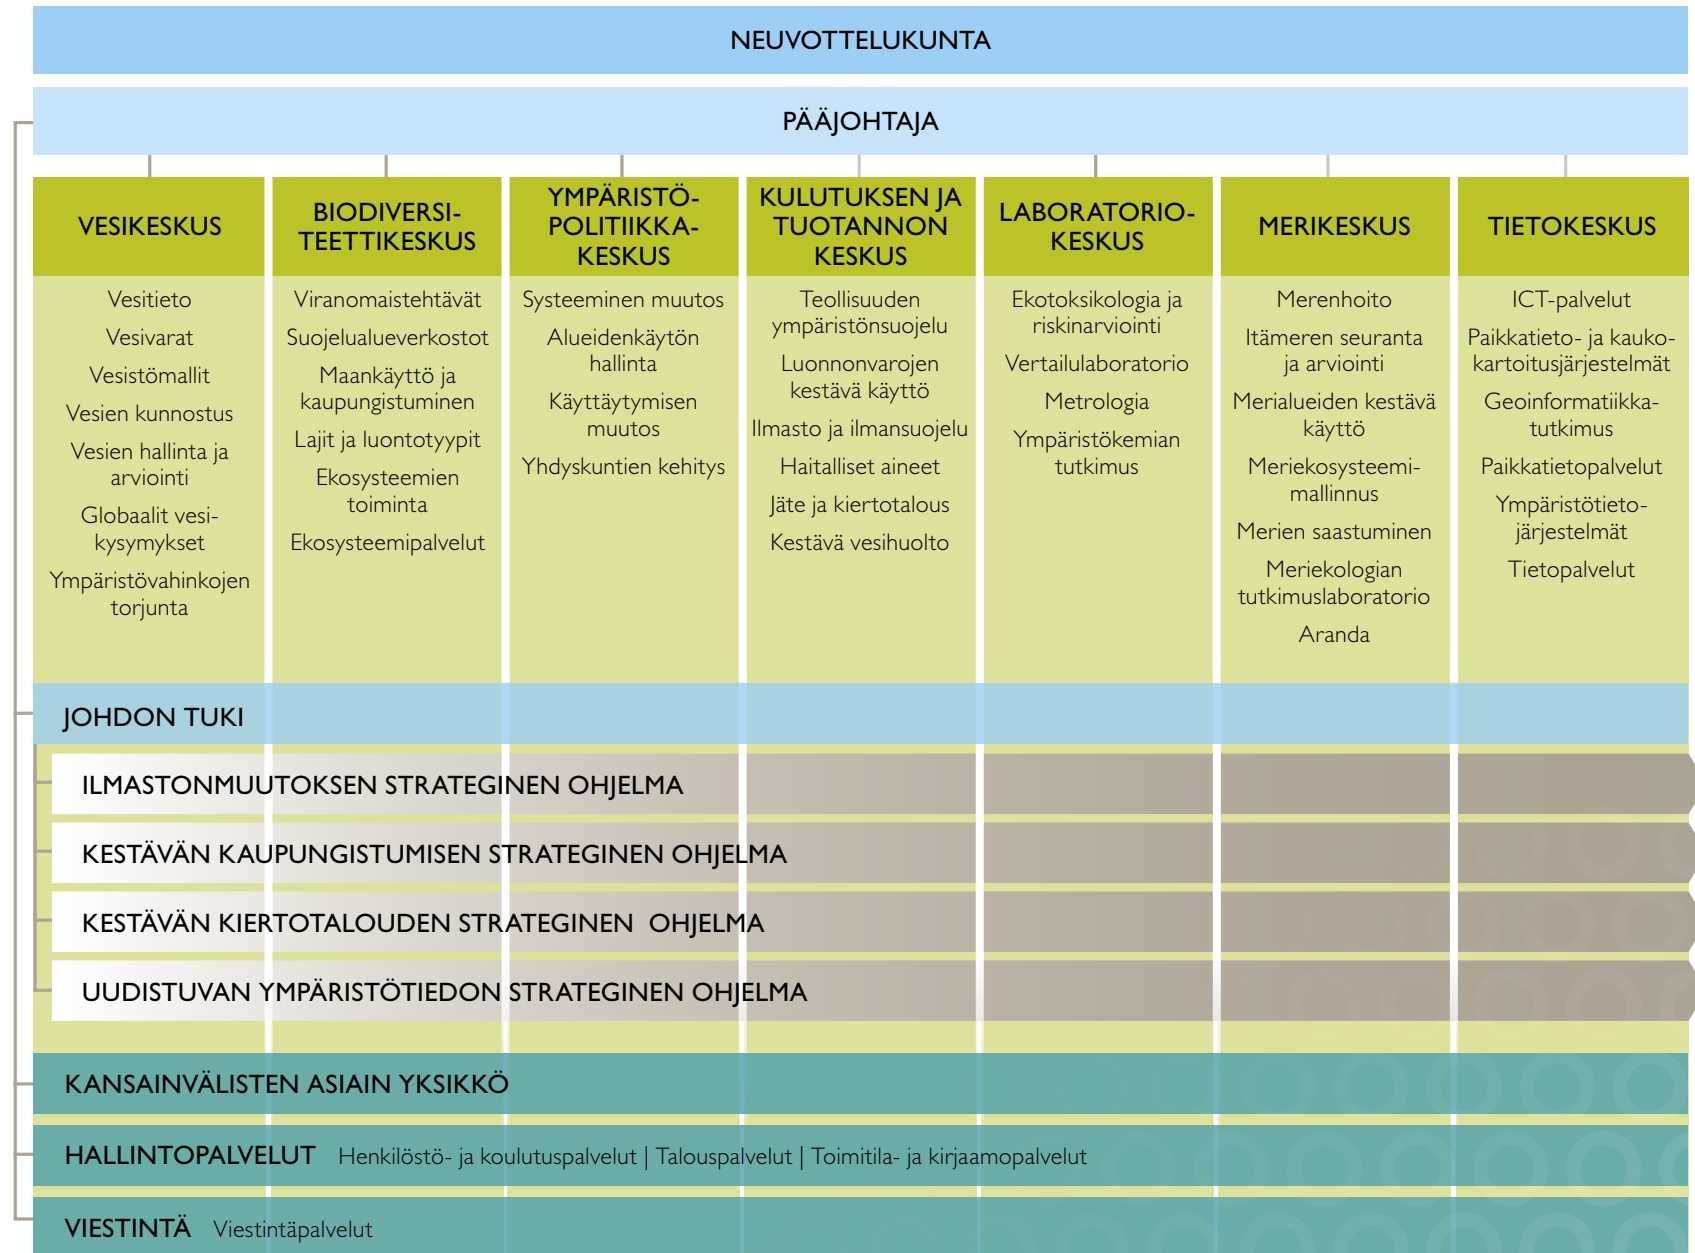 NEUVOTTELUKUNTA
PÄÄJOHTAJA
VESIKESKUS
Vesitieto
Vesivarat
Vesistömallit
Vesien kunnostus
Vesien hallinta ja
arviointi
Globaalit vesi-
kysymykset
Ympäristövahinkojen
torjunta
BIODIVERSI-
TEETTIKESKUS
Viranomaistehtävät
Suojelualueverkostot
Maankäyttö ja
kaupungistuminen
Lajit ja luontotyypit
Ekosysteemien
toiminta
Ekosysteemipalvelut
YMPÄRISTÖ-
POLITIIKKA-
KESKUS
Systeeminen muutos
Alueidenkäytön
hallinta
Käyttäytymisen
muutos
Yhdyskuntien kehitys
KULUTUKSEN JA
TUOTANNON
KESKUS
Teollisuuden
ympäristönsuojelu
Luonnonvarojen
kestävä käyttö
Ilmasto ja ilmansuojelu
Haitalliset aineet
Jäte ja kiertotalous
Kestävä vesihuolto
LABORATORIO-
KESKUS
Ekotoksikologia ja
riskinarviointi
Vertailulaboratorio
Metrologia
Ympäristökemian
tutkimus
MERIKESKUS
Merenhoito
Itämeren seuranta
ja arviointi
Merialueiden kestävä
käyttö
Meriekosysteemi-
mallinnus
Merien saastuminen
Meriekologian
tutkimuslaboratorio
Aranda
TIETOKESKUS
ICT-palvelut
Paikkatieto- ja kauko-
kartoitusjärjestelmät
Geoinformatiikka-
tutkimus
Paikkatietopalvelut
Ympäristötieto-
järjestelmät
Tietopalvelut
JOHDON TUKI
ILMASTONMUUTOKSEN STRATEGINEN OHJELMA
KESTÄVÄN KAUPUNGISTUMISEN STRATEGINEN OHJELMA
KESTÄVÄN KIERTOTALOUDEN STRATEGINEN OHJELMA
UUDISTUVAN YMPÄRISTÖTIEDON STRATEGINEN OHJELMA
KANSAINVÄLISTEN ASIAIN YKSIKKÖ
HALLINTOPALVELUT Henkilöstö- ja koulutuspalvelut | Talouspalvelut | Toimitila- ja kirjaamopalvelut
VIESTINTÄ Viestintäpalvelut